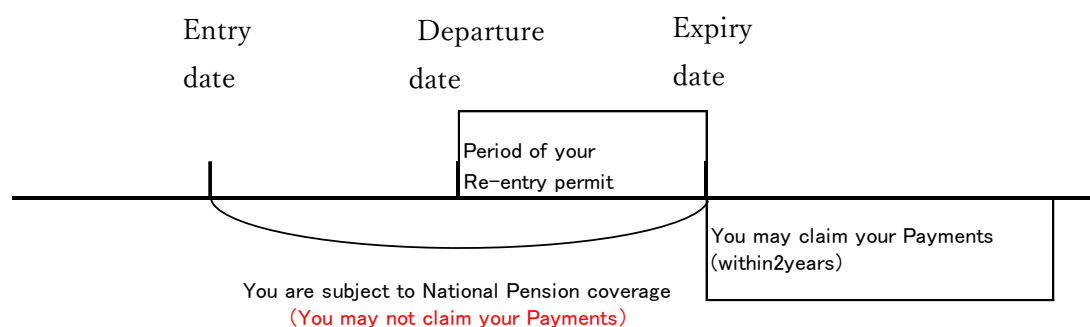 Entry
date
Departure
date
Expiry
date
Period of your
Re-entry permit
You may claim your Payments
(within2years)
You are subject to National Pension coverage
(You may not claim your Payments)